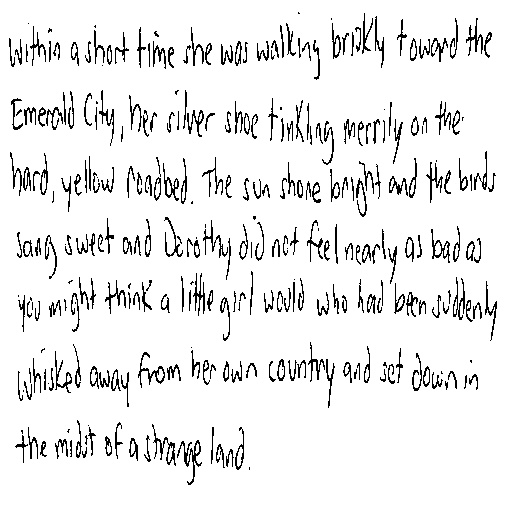 Within a short time she was walking briskly toward the
Emerald City, her silver shoe tinkling merrily on the
hard, yellow roadbed. The sun shone bright and the birds
sang sweet and Dorothy did not feel nearly as bad as
you might think a little girl would who had been suddenly
whisked away from her own country and set down in
the midst of a strange land.